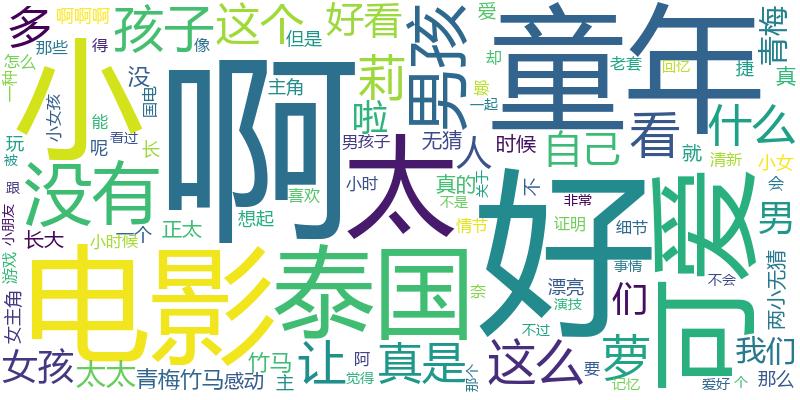 多
啊啊啊
孩子
这个
好看
爱
青梅
那些
得
像
但是
却
老套
回忆
捷
真
怎么
一种
小
没
国电
主角
莉
男孩
童年
啊
小女孩
能
看过
玩
呢
被
长
男孩子
啦
无猜
最
一起
人
时候
看
什么
自己
就
清新
小女
没有
太
真的
关于
不
会
小朋友
长大
一个
小时候
正太
小时
喜欢
想起
不是
情节
非常
证明
细节
男
可爱
好
游戏
女主角
电影
泰国
奈
漂亮
演技
们
事情
不会
两小无猜
不过
女孩
太太
青梅竹马
感动
竹马
主
让
阿
觉得
真是
那个
这么
要
萝
记忆
爱好
个
我们
那么